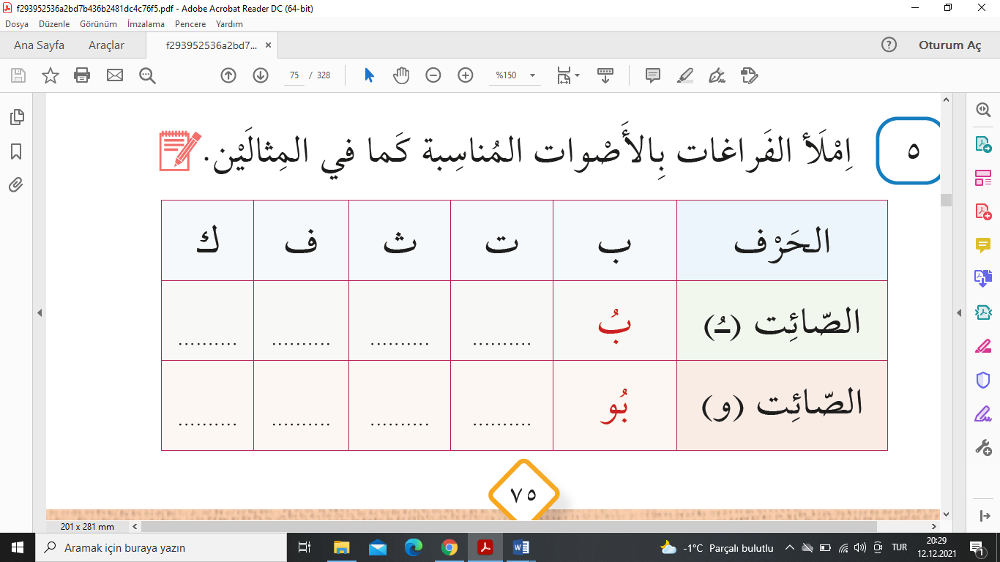 f293952536a2bd7b436b2481dc4c76f5.pdf - Adobe Acrobat Reader DC (64-bit)
Dosya Düzenle Görünüm İmzalama Pencere Yardım
Ana Sayfa Araçlar f293952536a2bd7... × Oturum Aç
75 / 328 %150
٥ اِمْلَأ الفَراغات بِالأَصْوات المُناسِبة كَما في المِثالَيْن.
الحَرْف ب ت ث ف ك
الصّائِت (ـُ) بُ .......... .......... .......... ..........
الصّائِت (و) بُو .......... .......... .......... ..........
٧٥
201 x 281 mm
Aramak için buraya yazın -1°C Parçalı bulutlu TUR 20:29
12.12.2021 1